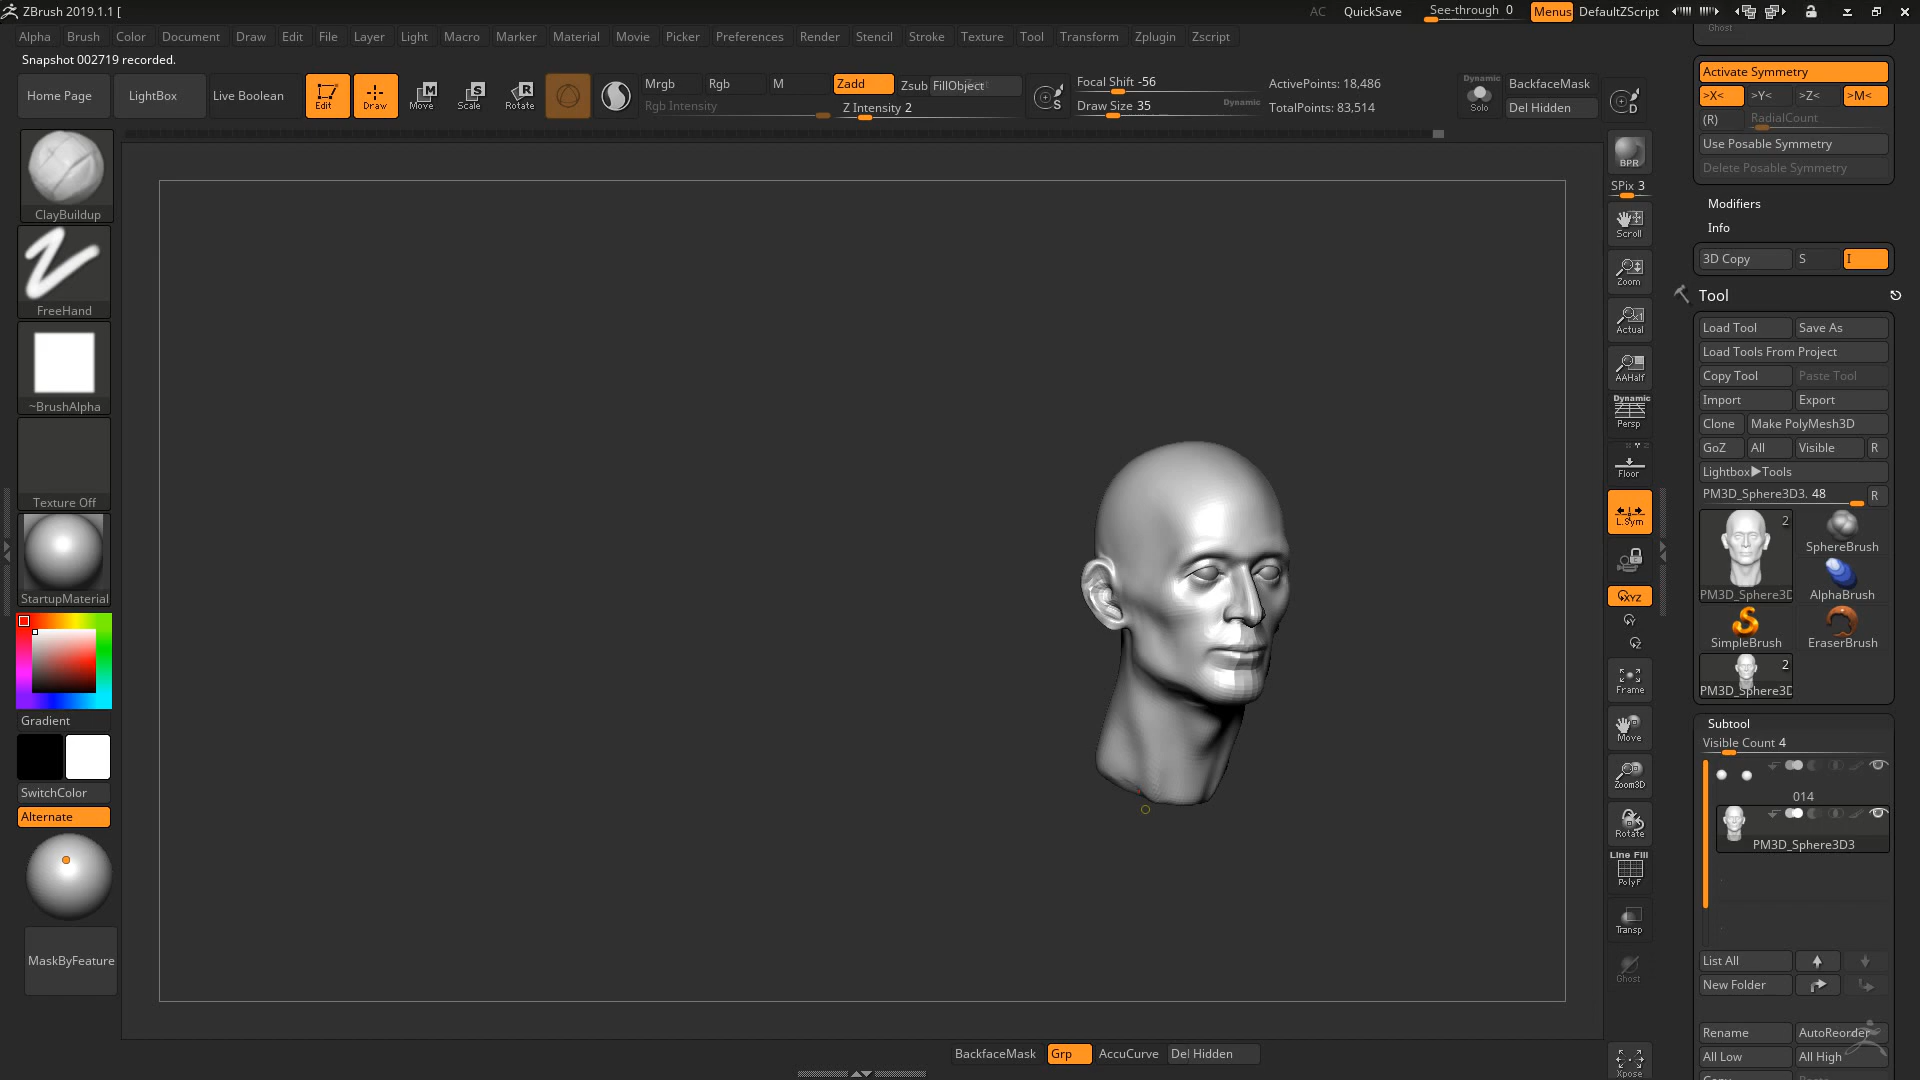 ZBrush 2019.1.1 [
AC QuickSave See-through 0 Menus DefaultZScript
Alpha Brush Color Document Draw Edit File Layer Light Macro Marker Material Movie Picker Preferences Render Stencil Stroke Texture Tool Transform Zplugin Zscript
Snapshot 002719 recorded.
Home Page LightBox Live Boolean Edit Draw Move Scale Rotate
M S R
Mrgb Rgb M Zadd Zsub FillObject
Rgb Intensity Z Intensity 2
S Focal Shift -56
Draw Size 35 Dynamic
ActivePoints: 18,486
TotalPoints: 83,514
Dynamic
Solo
BackfaceMask
Del Hidden
D
ClayBuildup
FreeHand
~BrushAlpha
Texture Off
StartupMaterial
Gradient
SwitchColor
Alternate
MaskByFeature
BPR
SPix 3
Scroll
Zoom
Actual
AAHalf
Dynamic
Persp
Floor
L.Sym
XYZ
Y
Z
Frame
Move
Zoom3D
Rotate
Line Fill
PolyF
Transp
Ghost
Xpose
Ghost
Activate Symmetry
>X< >Y< >Z< >M<
(R) RadialCount
Use Posable Symmetry
Delete Posable Symmetry
Modifiers
Info
3D Copy S I
Tool
Load Tool Save As
Load Tools From Project
Copy Tool Paste Tool
Import Export
Clone Make PolyMesh3D
GoZ All Visible R
Lightbox▶Tools
PM3D_Sphere3D3. 48 R
2
PM3D_Sphere3D
SphereBrush
AlphaBrush
SimpleBrush EraserBrush
2
PM3D_Sphere3D
Subtool
Visible Count 4
014
PM3D_Sphere3D3
List All
New Folder
Rename AutoReorder
All Low All High
BackfaceMask Grp AccuCurve Del Hidden